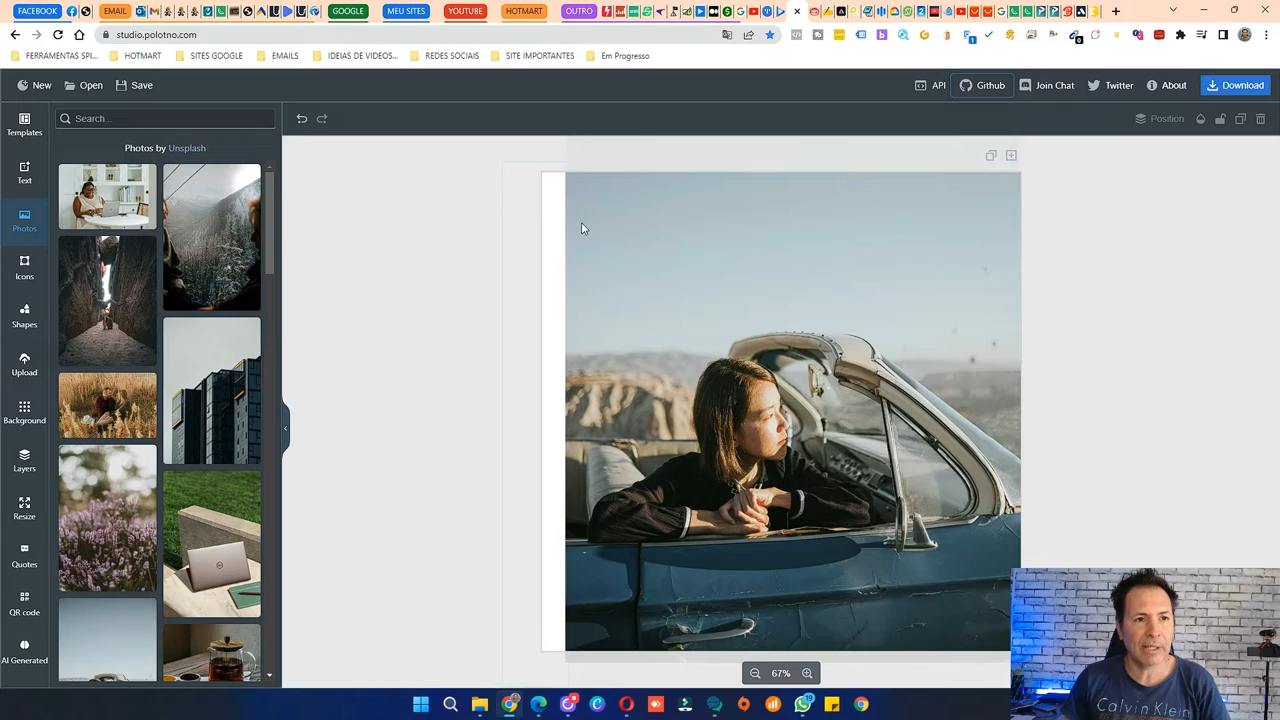 FACEBOOK EMAIL GOOGLE MEU SITES YOUTUBE HOTMART OUTRO
studio.polotno.com
FERRAMENTAS SPI... HOTMART SITES GOOGLE EMAILS IDEIAS DE VIDEOS... REDES SOCIAIS SITE IMPORTANTES Em Progresso
New Open Save API Github Join Chat Twitter About Download
Templates
Search...
Position
Photos by Unsplash
Text
Photos
Icons
Shapes
Upload
Background
Layers
Resize
Quotes
QR code
AI Generated
67%
Calvin Klein